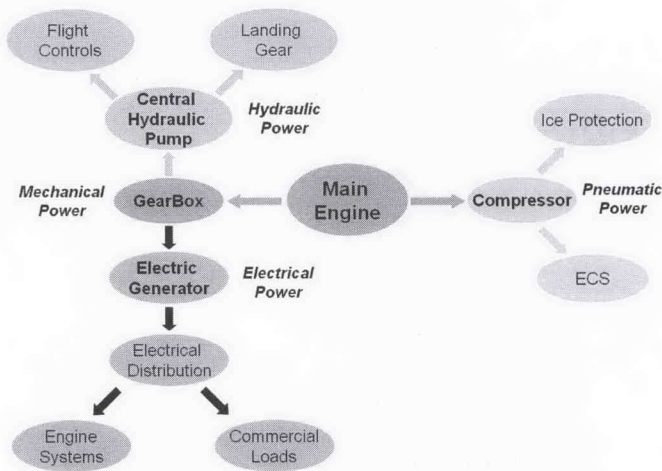 Flight
Controls
Landing
Gear
Central
Hydraulic
Pump
Hydraulic
Power
Ice Protection
Mechanical
Power
GearBox
Main
Engine
Compressor
Pneumatic
Power
Electric
Generator
Electrical
Power
ECS
Electrical
Distribution
Engine
Systems
Commercial
Loads